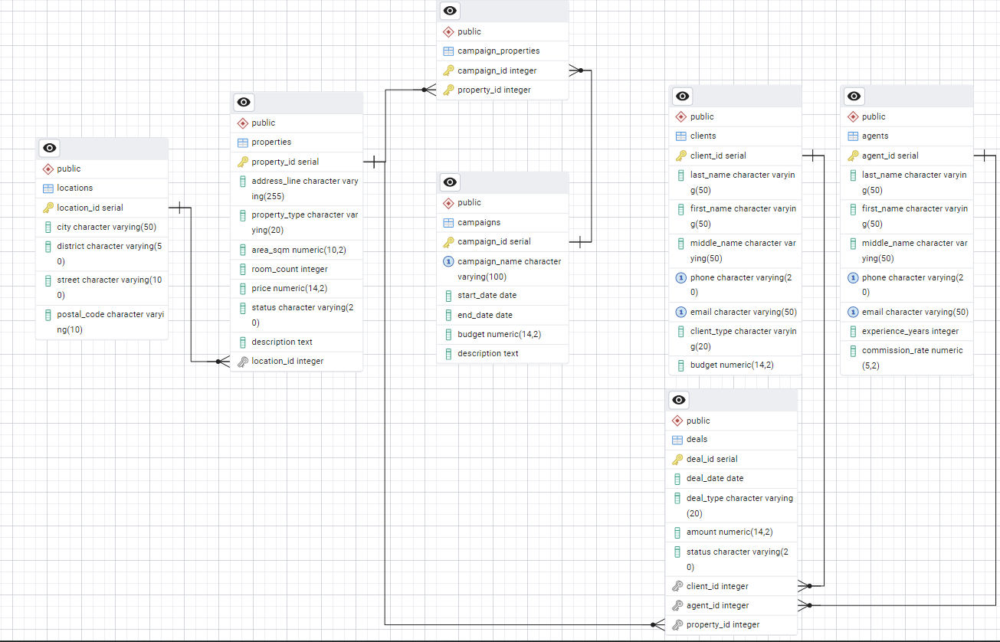 public
locations
location_id serial
city character varying(50)
district character varying(5
0)
street character varying(10
0)
postal_code character varyi
ng(10)
public
properties
property_id serial
address_line character vary
ing(255)
property_type character var
ying(20)
area_sqm numeric(10,2)
room_count integer
price numeric(14,2)
status character varying(2
0)
description text
location_id integer
public
campaign_properties
campaign_id integer
property_id integer
public
campaigns
campaign_id serial
campaign_name character
varying(100)
start_date date
end_date date
budget numeric(14,2)
description text
public
clients
client_id serial
last_name character varyin
g(50)
first_name character varyin
g(50)
middle_name character var
ying(50)
1
phone character varying(2
0)
1
email character varying(50)
client_type character varyin
g(20)
budget numeric(14,2)
public
agents
agent_id serial
last_name character varyin
g(50)
first_name character varyin
g(50)
middle_name character var
ying(50)
1
phone character varying(2
0)
1
email character varying(50)
experience_years integer
commission_rate numeric
(5,2)
public
deals
deal_id serial
deal_date date
deal_type character varying
(20)
amount numeric(14,2)
status character varying(2
0)
client_id integer
agent_id integer
property_id integer